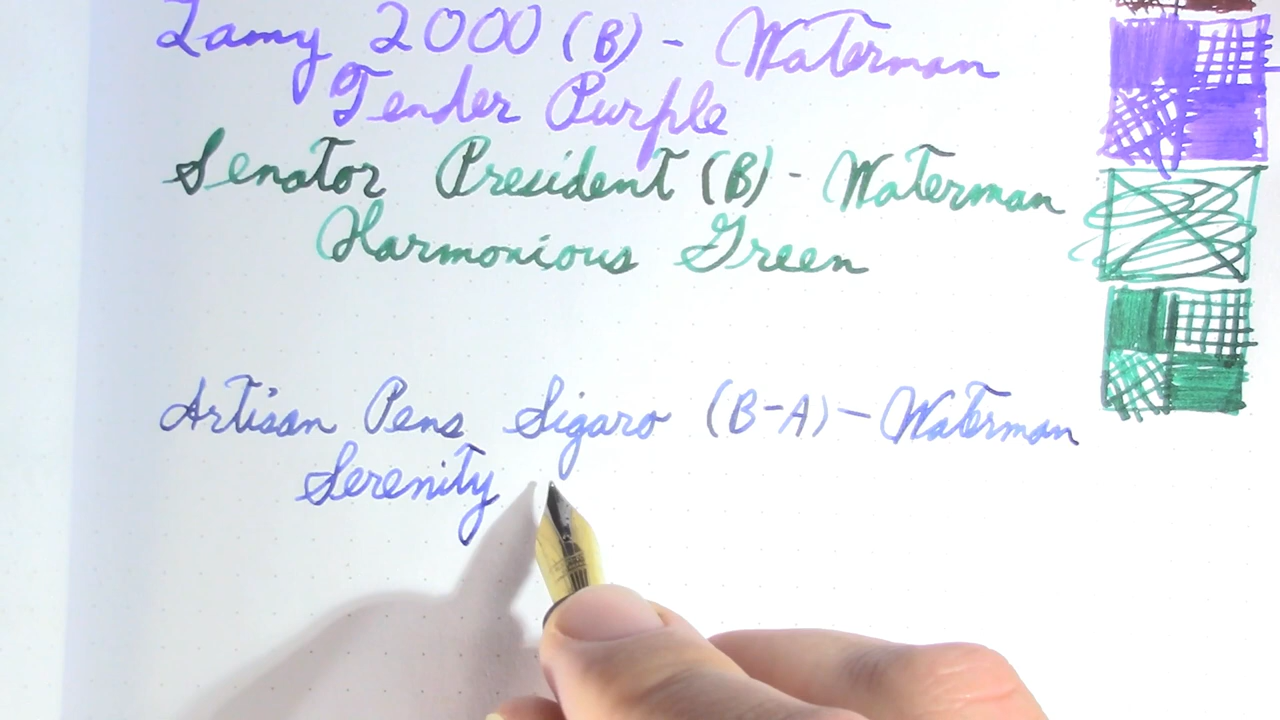 Lamy 2000 (B) - Waterman
Tender Purple
Senator President (B) - Waterman
Harmonious Green
Artisan Pens Sigaro (B-A) - Waterman
Serenity